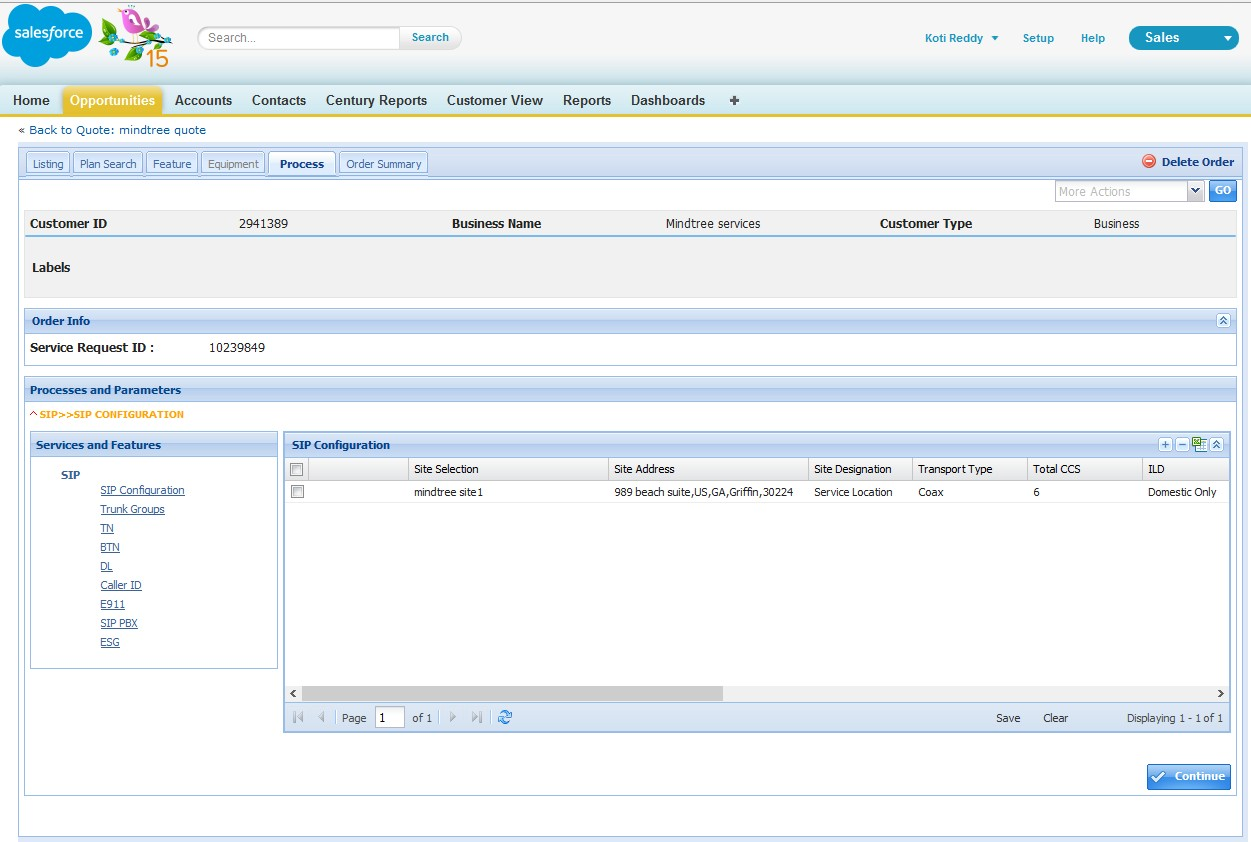 salesforce
15
Search...
Search
Koti Reddy
Setup
Help
Sales
Home Opportunities Accounts Contacts Century Reports Customer View Reports Dashboards +
« Back to Quote: mindtree quote
Listing Plan Search Feature Equipment Process Order Summary
Delete Order
More Actions GO
Customer ID 2941389 Business Name Mindtree services Customer Type Business
Labels
Order Info
Service Request ID : 10239849
Processes and Parameters
^ SIP>>SIP CONFIGURATION
Services and Features
SIP
SIP Configuration
Trunk Groups
TN
BTN
DL
Caller ID
E911
SIP PBX
ESG
SIP Configuration
Site Selection Site Address Site Designation Transport Type Total CCS ILD
mindtree site1 989 beach suite,US,GA,Griffin,30224 Service Location Coax 6 Domestic Only
Page 1 of 1 Save Clear Displaying 1 - 1 of 1
Continue